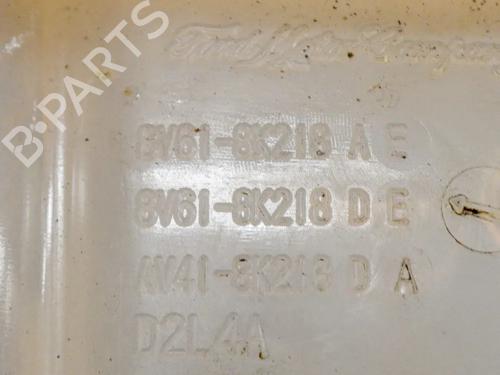 B-PARTS
Ford Motor Company
8V61-8K218 A E
8V61-8K218 D E
AV41-8K218 D A
D2L4A